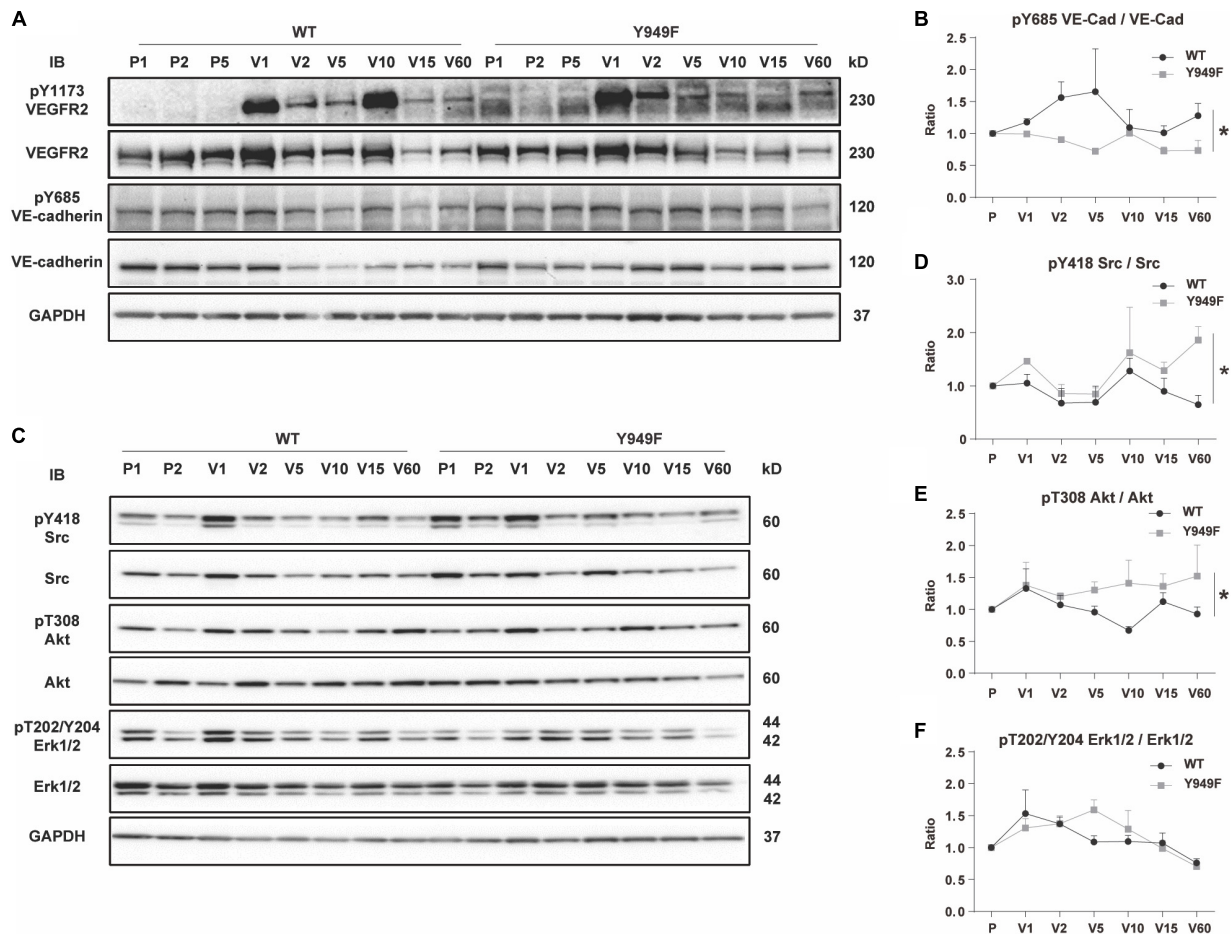 A
WT Y949F
IB P1 P2 P5 V1 V2 V5 V10 V15 V60 P1 P2 P5 V1 V2 V5 V10 V15 V60 kD
pY1173
VEGFR2
230
VEGFR2 230
pY685
VE-cadherin
120
VE-cadherin 120
GAPDH 37
B
pY685 VE-Cad / VE-Cad
WT
Y949F
Ratio
2.5
2.0
1.5
1.0
0.5
0.0
P V1 V2 V5 V10 V15 V60
*
C
WT Y949F
IB P1 P2 V1 V2 V5 V10 V15 V60 P1 P2 V1 V2 V5 V10 V15 V60 kD
pY418
Src
60
Src 60
pT308
Akt
60
Akt 60
pT202/Y204
Erk1/2
44
42
Erk1/2
44
42
GAPDH 37
D
pY418 Src / Src
WT
Y949F
Ratio
3.0
2.0
1.0
0
P V1 V2 V5 V10 V15 V60
*
E
pT308 Akt / Akt
WT
Y949F
Ratio
2.5
2.0
1.5
1.0
0.5
0.0
P V1 V2 V5 V10 V15 V60
*
F
pT202/Y204 Erk1/2 / Erk1/2
WT
Y949F
Ratio
2.5
2.0
1.5
1.0
0.5
0.0
P V1 V2 V5 V10 V15 V60